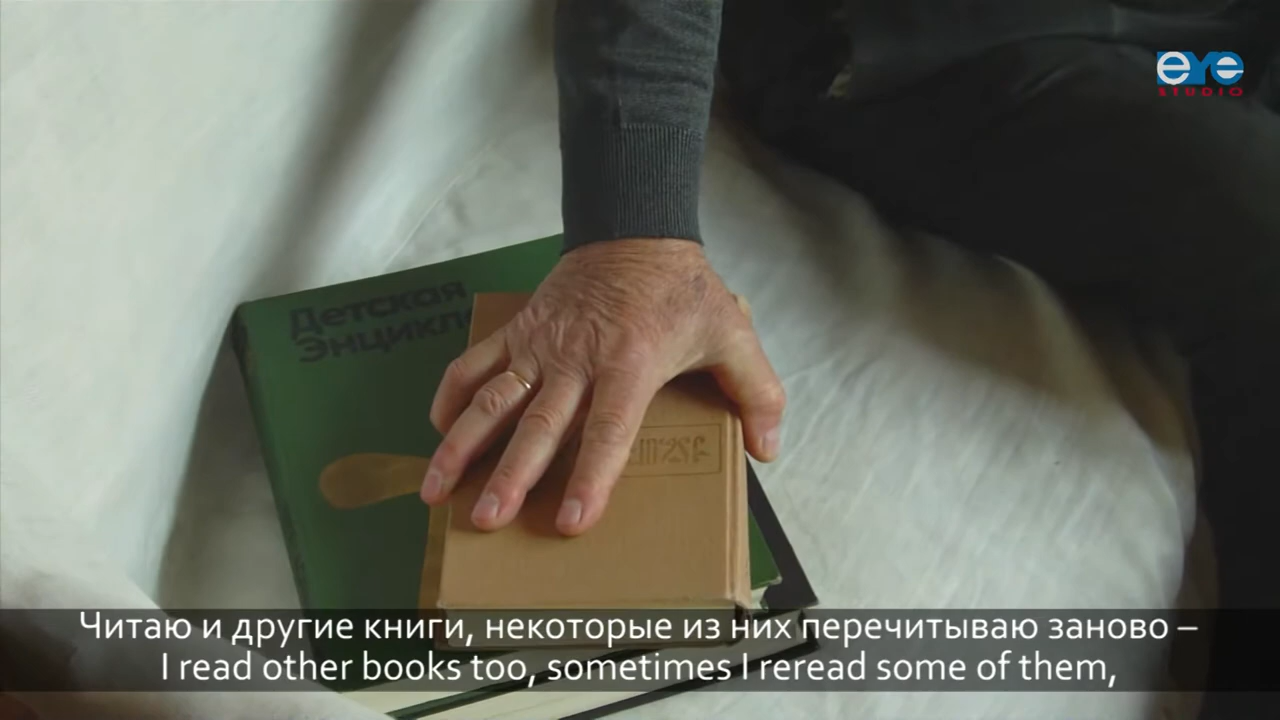 eye
STUDIO
Детская
Энцикл
Читаю и другие книги, некоторые из них перечитываю заново –
I read other books too, sometimes I reread some of them,